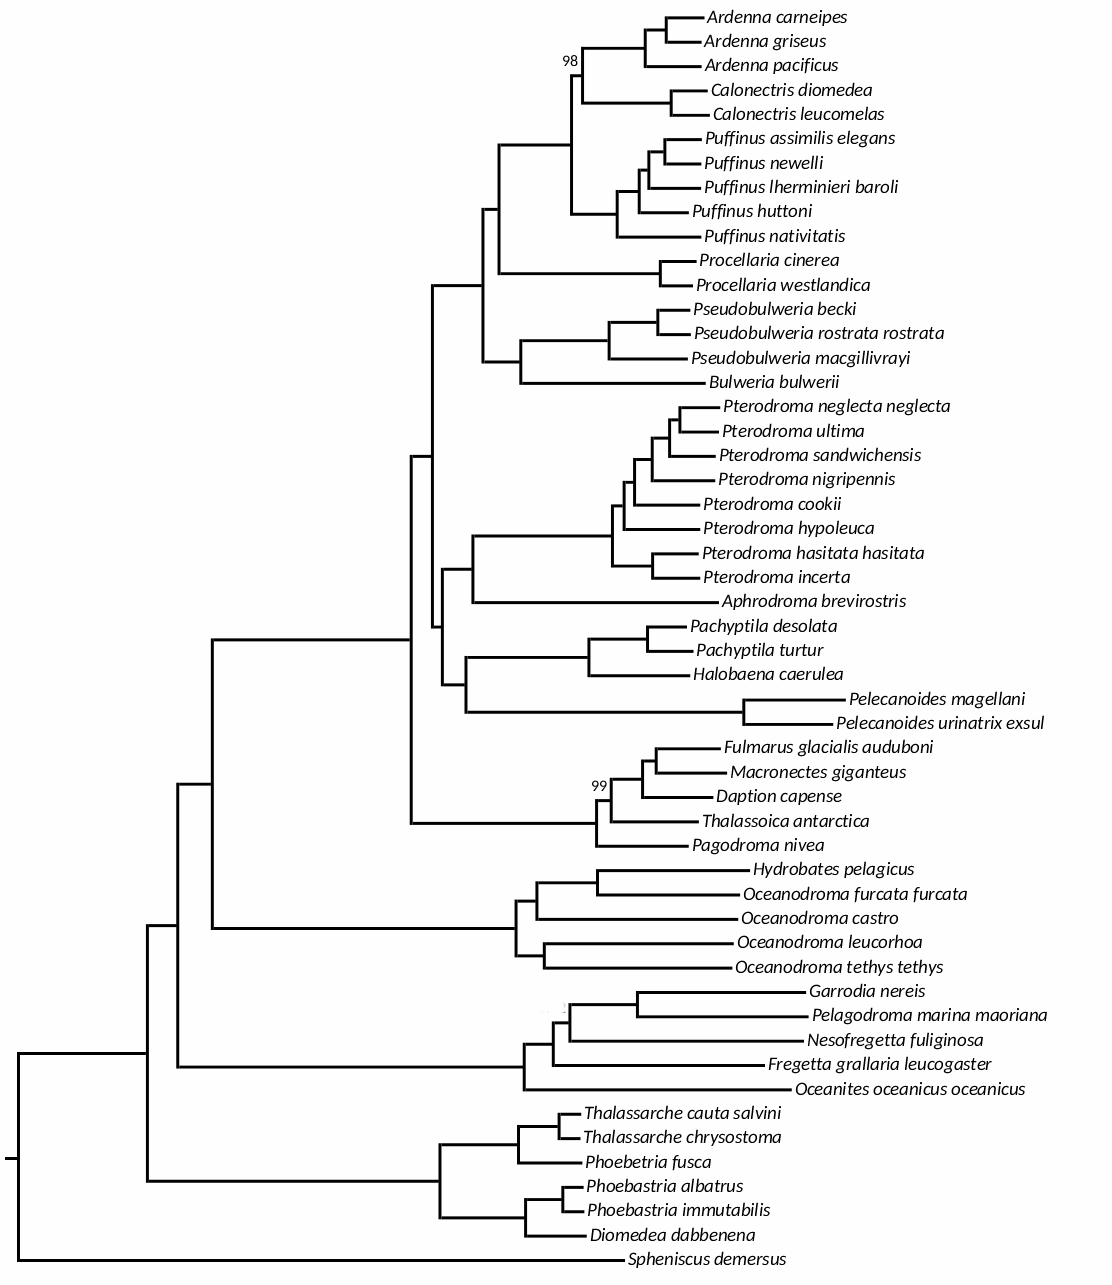 Ardenna carneipes
Ardenna griseus
98
Ardenna pacificus
Calonectris diomedea
Calonectris leucomelas
Puffinus assimilis elegans
Puffinus newelli
Puffinus lherminieri baroli
Puffinus huttoni
Puffinus nativitatis
Procellaria cinerea
Procellaria westlandica
Pseudobulweria becki
Pseudobulweria rostrata rostrata
Pseudobulweria macgillivrayi
Bulweria bulwerii
Pterodroma neglecta neglecta
Pterodroma ultima
Pterodroma sandwichensis
Pterodroma nigripennis
Pterodroma cookii
Pterodroma hypoleuca
Pterodroma hasitata hasitata
Pterodroma incerta
Aphrodroma brevirostris
Pachyptila desolata
Pachyptila turtur
Halobaena caerulea
Pelecanoides magellani
Pelecanoides urinatrix exsul
Fulmarus glacialis auduboni
Macronectes giganteus
99
Daption capense
Thalassoica antarctica
Pagodroma nivea
Hydrobates pelagicus
Oceanodroma furcata furcata
Oceanodroma castro
Oceanodroma leucorhoa
Oceanodroma tethys tethys
Garrodia nereis
Pelagodroma marina maoriana
Nesofregetta fuliginosa
Fregetta grallaria leucogaster
Oceanites oceanicus oceanicus
Thalassarche cauta salvini
Thalassarche chrysostoma
Phoebetria fusca
Phoebastria albatrus
Phoebastria immutabilis
Diomedea dabbenena
Spheniscus demersus